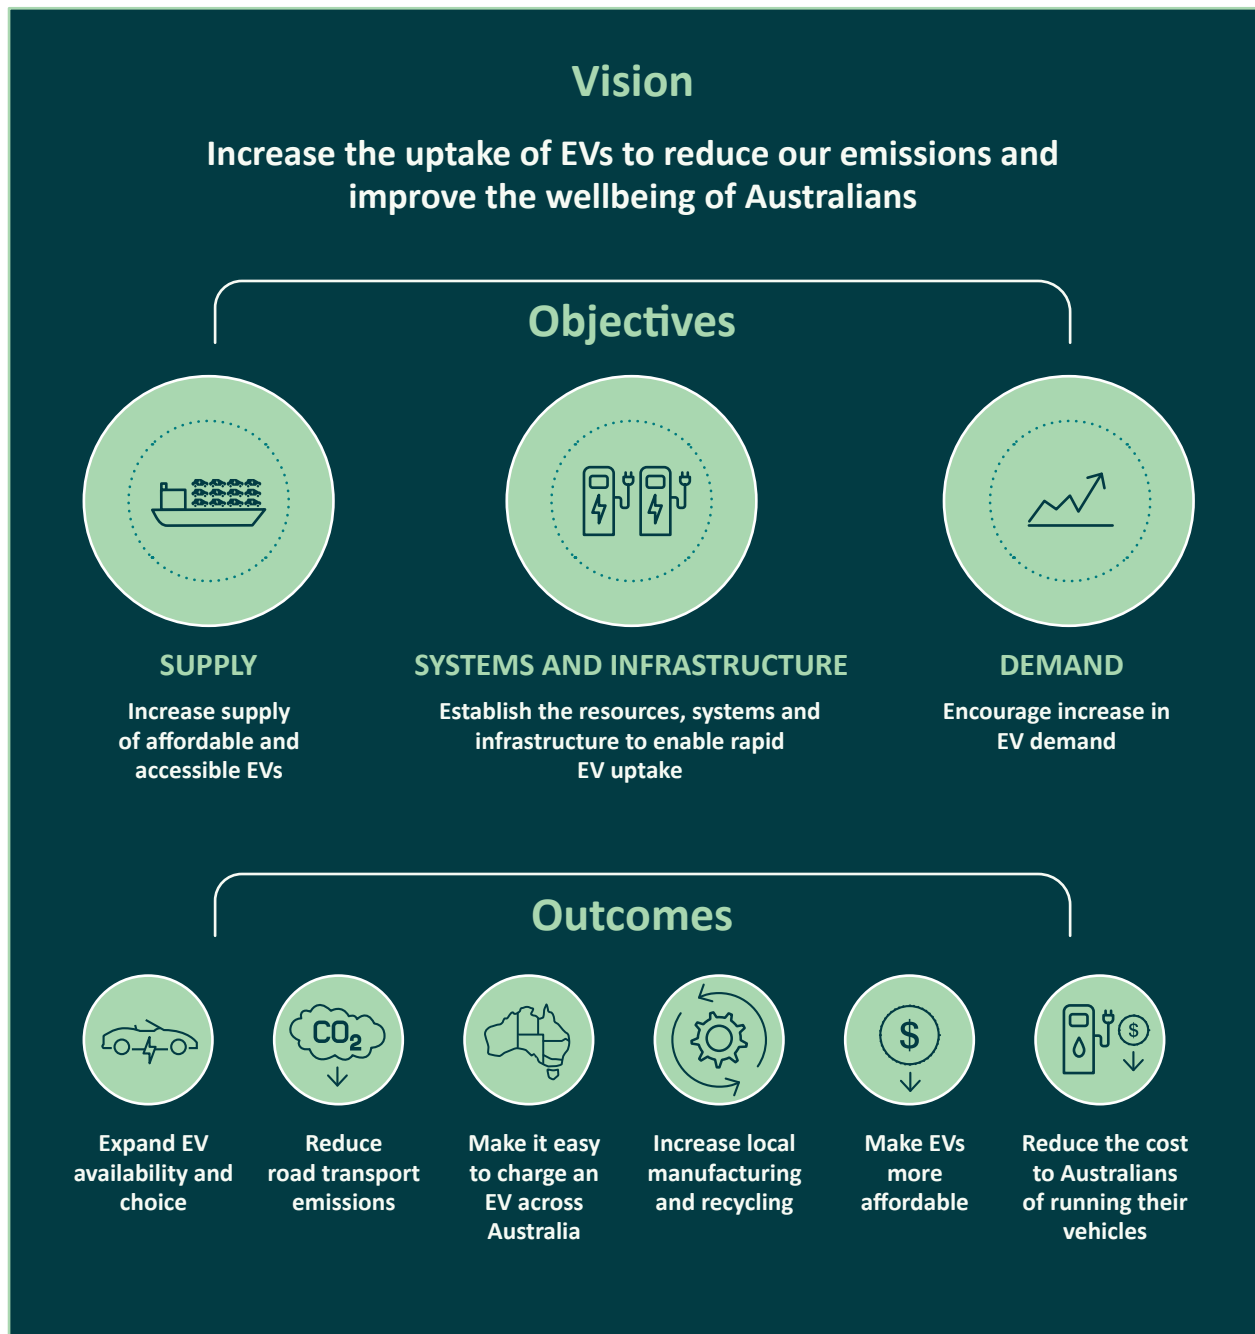 Vision
Increase the uptake of EVs to reduce our emissions and
improve the wellbeing of Australians
Objectives
SUPPLY
Increase supply
of affordable and
accessible EVs
SYSTEMS AND INFRASTRUCTURE
Establish the resources, systems and
infrastructure to enable rapid
EV uptake
DEMAND
Encourage increase in
EV demand
Outcomes
Expand EV
availability and
choice
CO₂
Reduce
road transport
emissions
Make it easy
to charge an
EV across
Australia
Increase local
manufacturing
and recycling
$
Make EVs
more
affordable
$
Reduce the cost
to Australians
of running their
vehicles